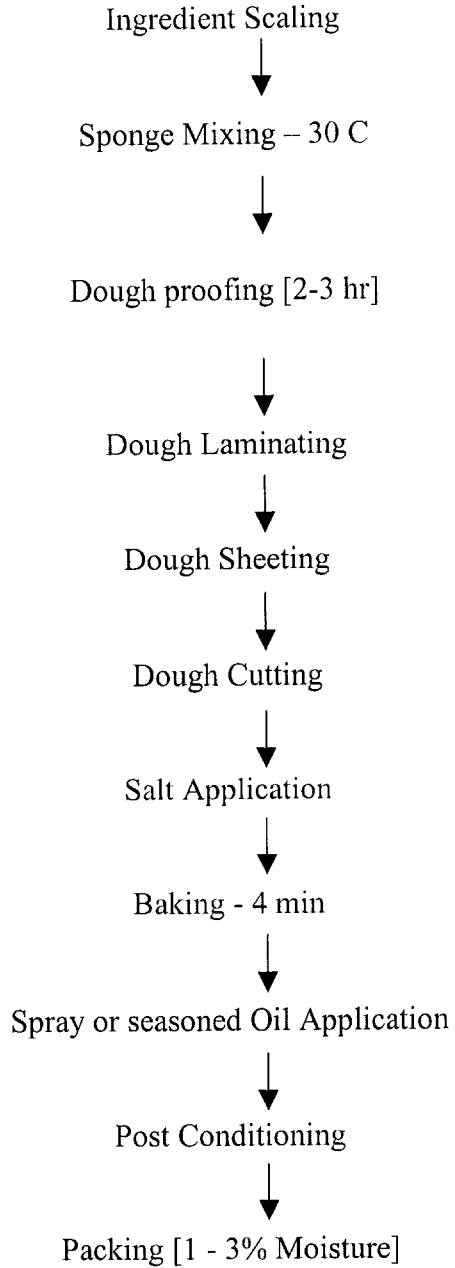 Ingredient Scaling
Sponge Mixing – 30 C
Dough proofing [2-3 hr]
Dough Laminating
Dough Sheeting
Dough Cutting
Salt Application
Baking - 4 min
Spray or seasoned Oil Application
Post Conditioning
Packing [1 - 3% Moisture]